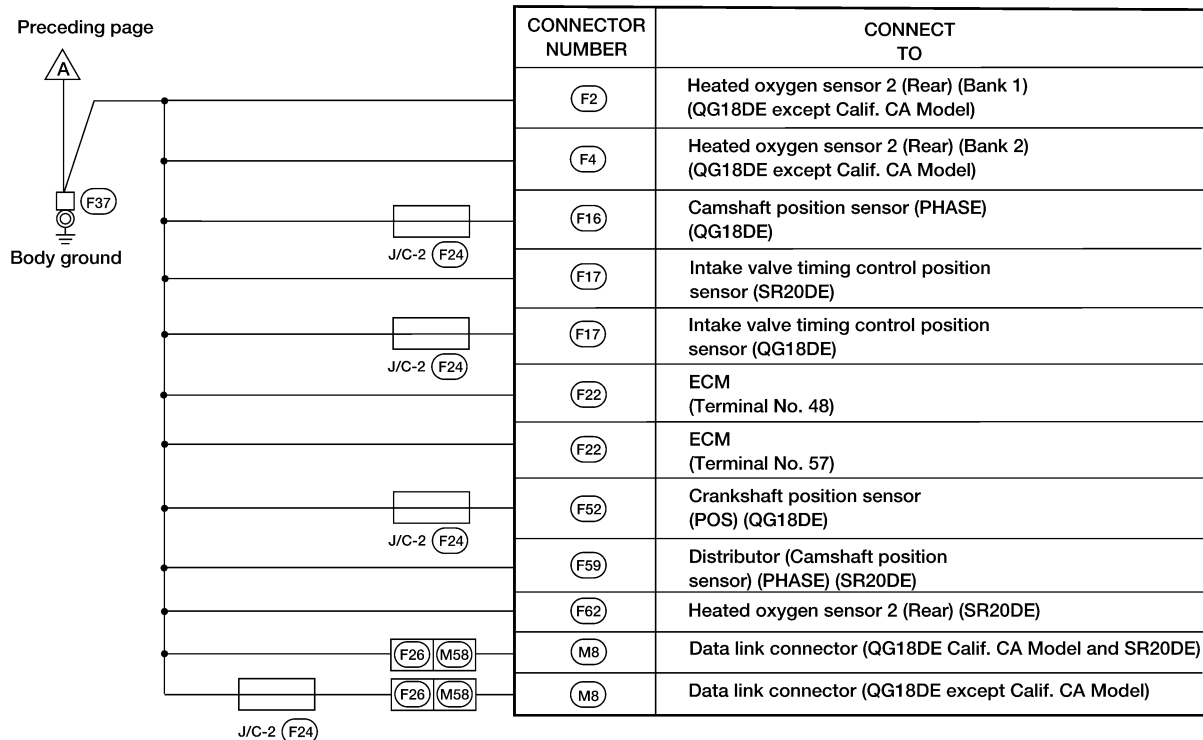 Preceding page
A
F37
Body ground
CONNECTOR
NUMBER
CONNECT
TO
F2
Heated oxygen sensor 2 (Rear) (Bank 1)
(QG18DE except Calif. CA Model)
F4
Heated oxygen sensor 2 (Rear) (Bank 2)
(QG18DE except Calif. CA Model)
J/C-2 F24
F16
Camshaft position sensor (PHASE)
(QG18DE)
F17
Intake valve timing control position
sensor (SR20DE)
J/C-2 F24
F17
Intake valve timing control position
sensor (QG18DE)
F22
ECM
(Terminal No. 48)
F22
ECM
(Terminal No. 57)
J/C-2 F24
F52
Crankshaft position sensor
(POS) (QG18DE)
F59
Distributor (Camshaft position
sensor) (PHASE) (SR20DE)
F62
Heated oxygen sensor 2 (Rear) (SR20DE)
F26 M58
M8
Data link connector (QG18DE Calif. CA Model and SR20DE)
J/C-2 F24
F26 M58
M8
Data link connector (QG18DE except Calif. CA Model)